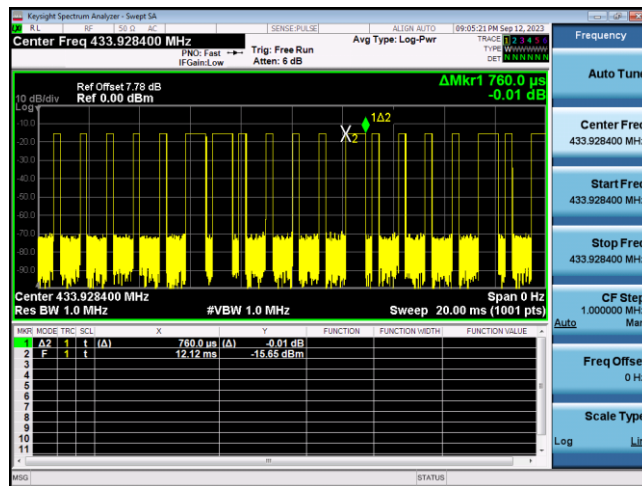 Keysight Spectrum Analyzer - Swept SA
RL RF 50 Ω AC SENSE:PULSE ALIGN AUTO 09:05:21 PM Sep 12, 2023
Center Freq 433.928400 MHz
PNO: Fast
IFGain:Low
Trig: Free Run
Atten: 6 dB
Avg Type: Log-Pwr
TRACE 1 2 3 4 5 6
TYPE W
DET N N N N N N
ΔMkr1 760.0 µs
-0.01 dB
Ref Offset 7.78 dB
10 dB/div Ref 0.00 dBm
Log
1Δ2
X2
-10.0
-20.0
-30.0
-40.0
-50.0
-60.0
-70.0
-80.0
-90.0
Center 433.928400 MHz Span 0 Hz
Res BW 1.0 MHz #VBW 1.0 MHz Sweep 20.00 ms (1001 pts)
MKR MODE TRC SCL X Y FUNCTION FUNCTION WIDTH FUNCTION VALUE
1 Δ2 1 t (Δ) 760.0 µs (Δ) -0.01 dB
2 F 1 t 12.12 ms -15.65 dBm
3
4
5
6
7
8
9
10
11
MSG STATUS
Frequency
Auto Tune
Center Freq
433.928400 MHz
Start Freq
433.928400 MHz
Stop Freq
433.928400 MHz
CF Step
1.000000 MHz
Auto Man
Freq Offset
0 Hz
Scale Type
Log Lin